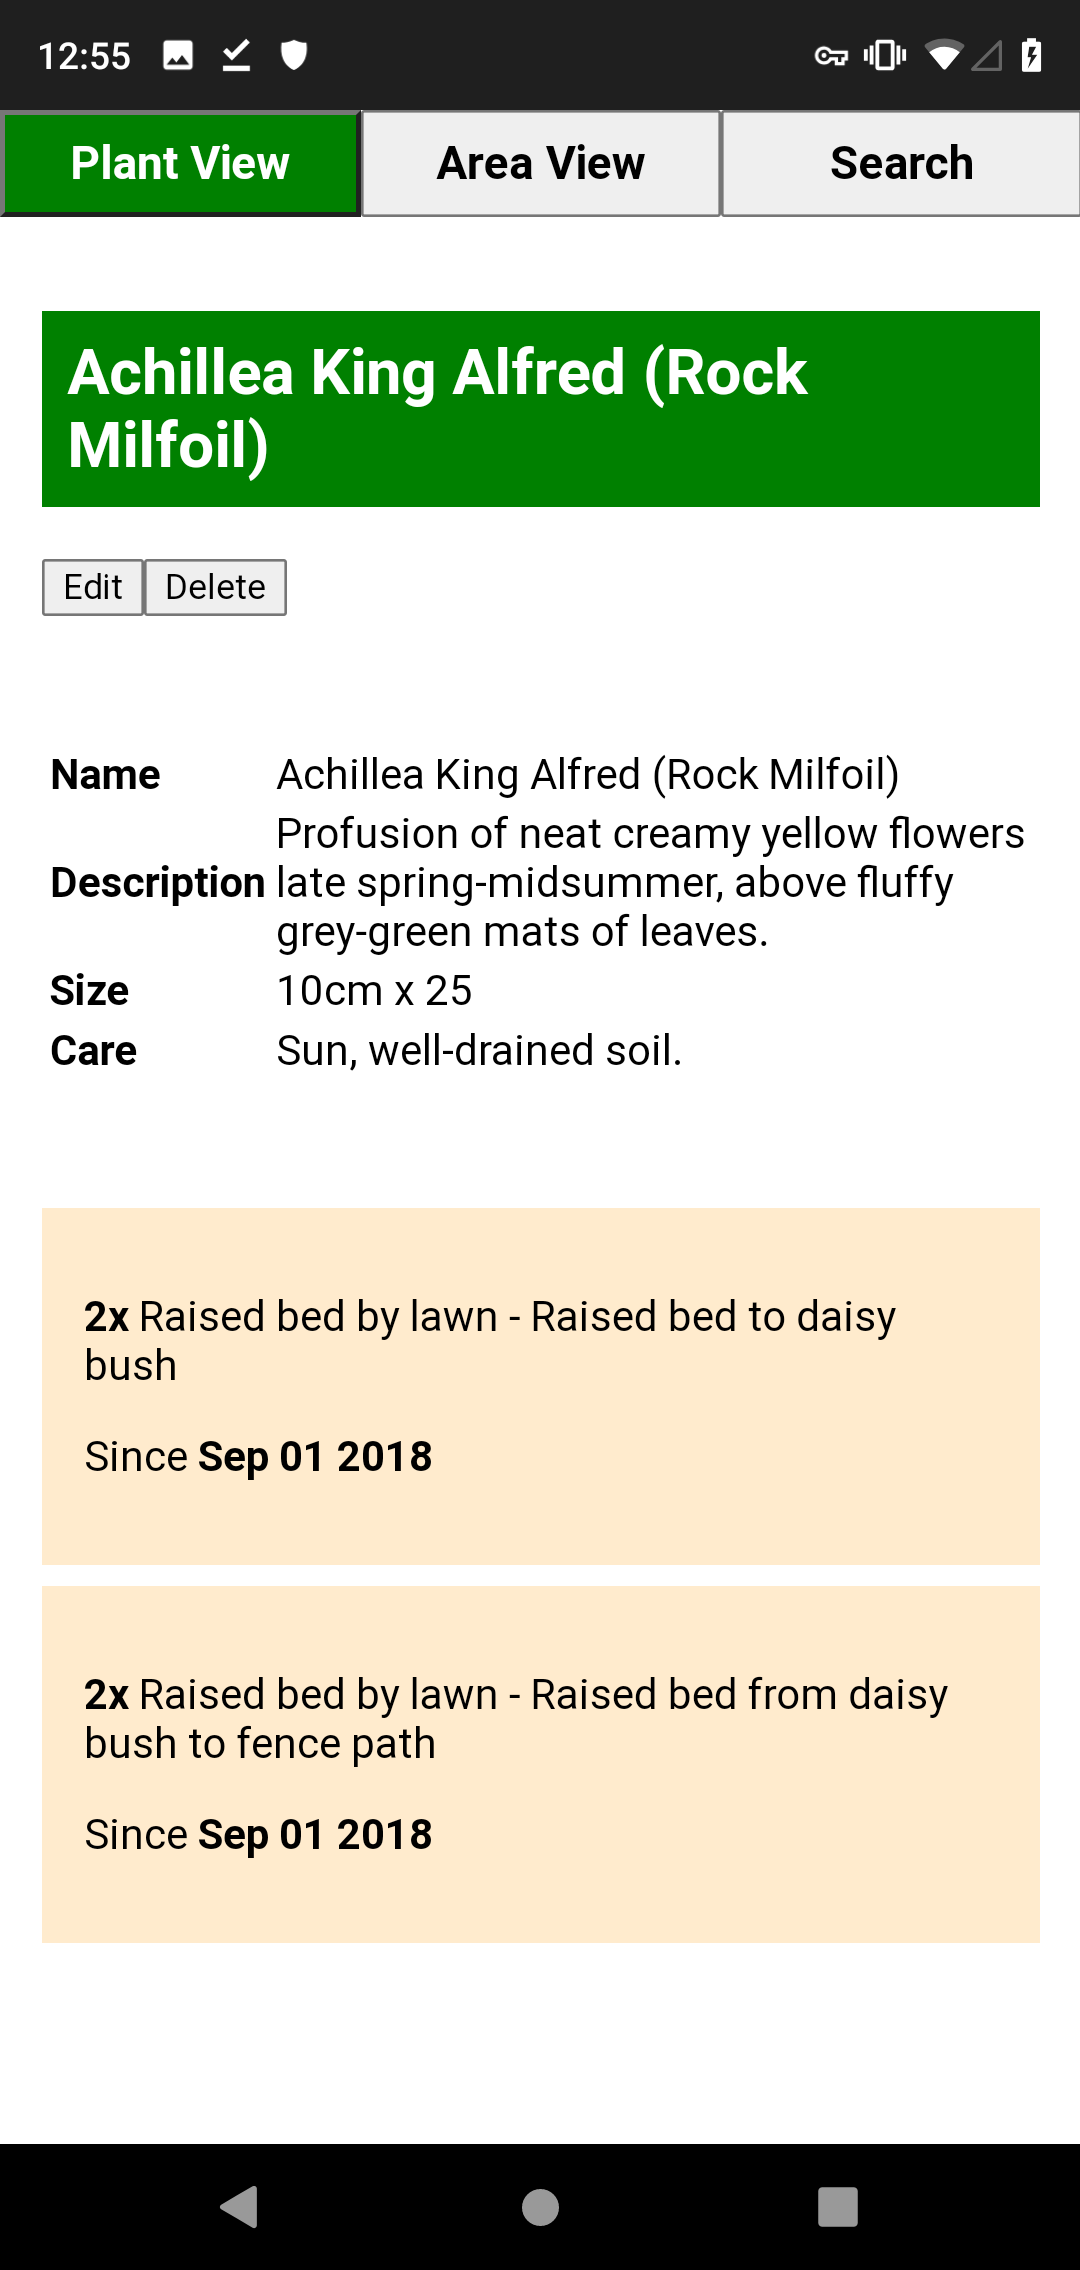 12:55
Plant View Area View Search
Achillea King Alfred (Rock
Milfoil)
Edit Delete
Name Achillea King Alfred (Rock Milfoil)
Description Profusion of neat creamy yellow flowers
late spring-midsummer, above fluffy
grey-green mats of leaves.
Size 10cm x 25
Care Sun, well-drained soil.
2x Raised bed by lawn - Raised bed to daisy
bush
Since Sep 01 2018
2x Raised bed by lawn - Raised bed from daisy
bush to fence path
Since Sep 01 2018